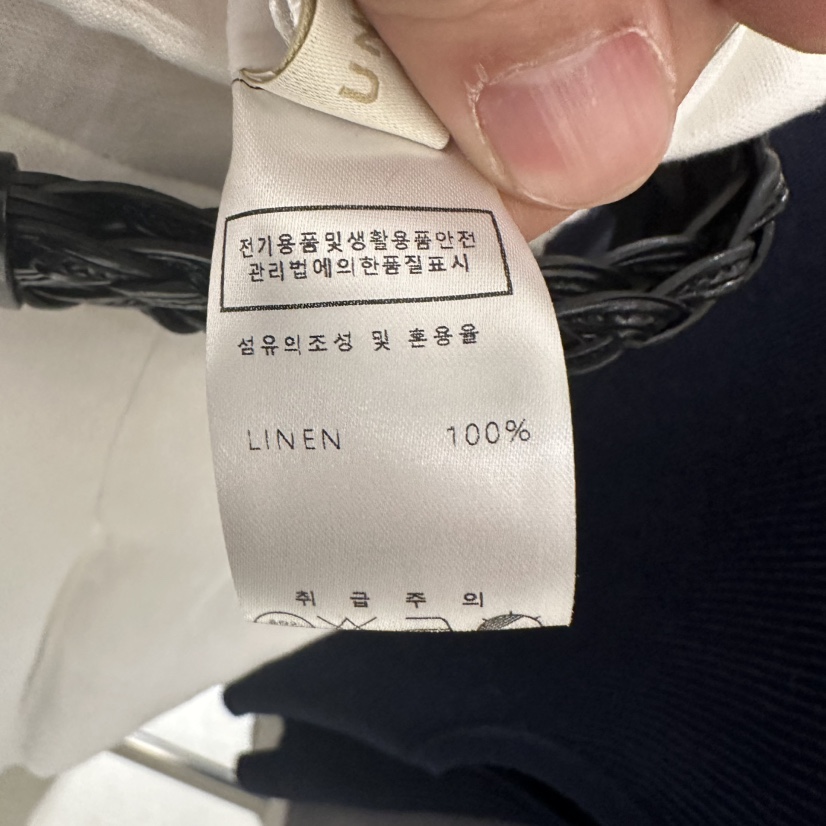 전기용품및생활용품안전
관리법에의한품질표시
섬유의조성 및 혼용율
LINEN 100%
취급주의